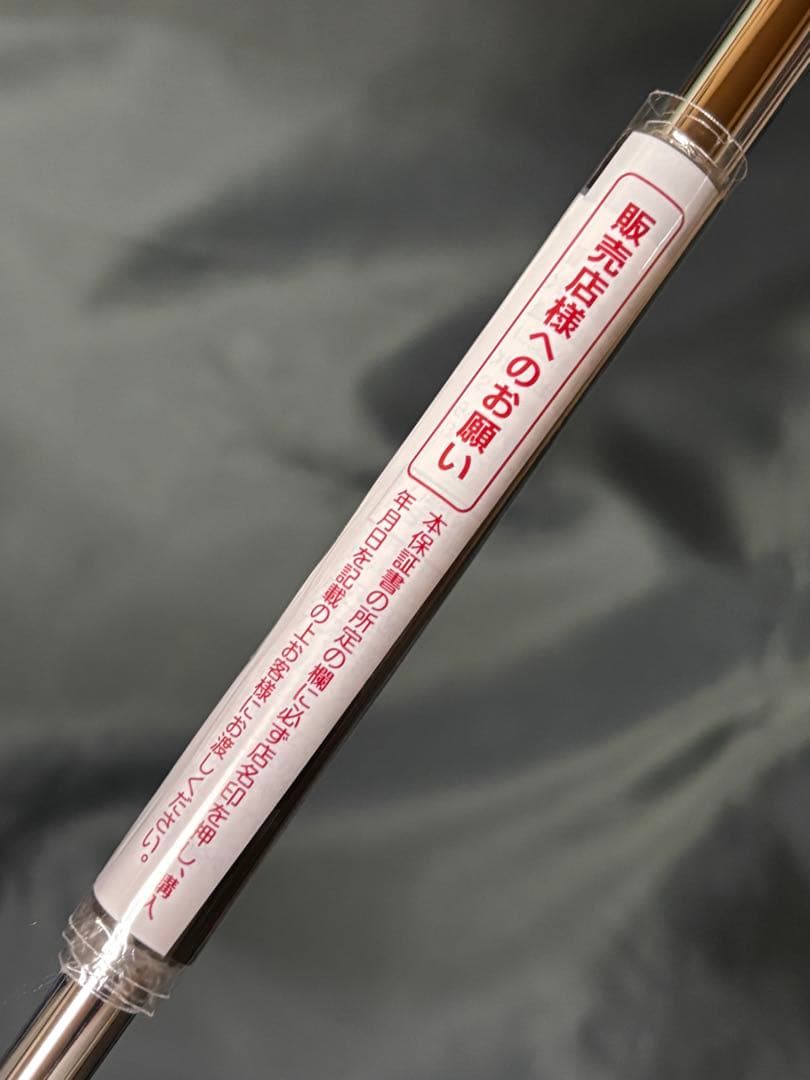 販売店様へのお願い
本保証書の所定の欄に必ず店名印を押し、購入
年月日を記載の上お客様にお渡しください。